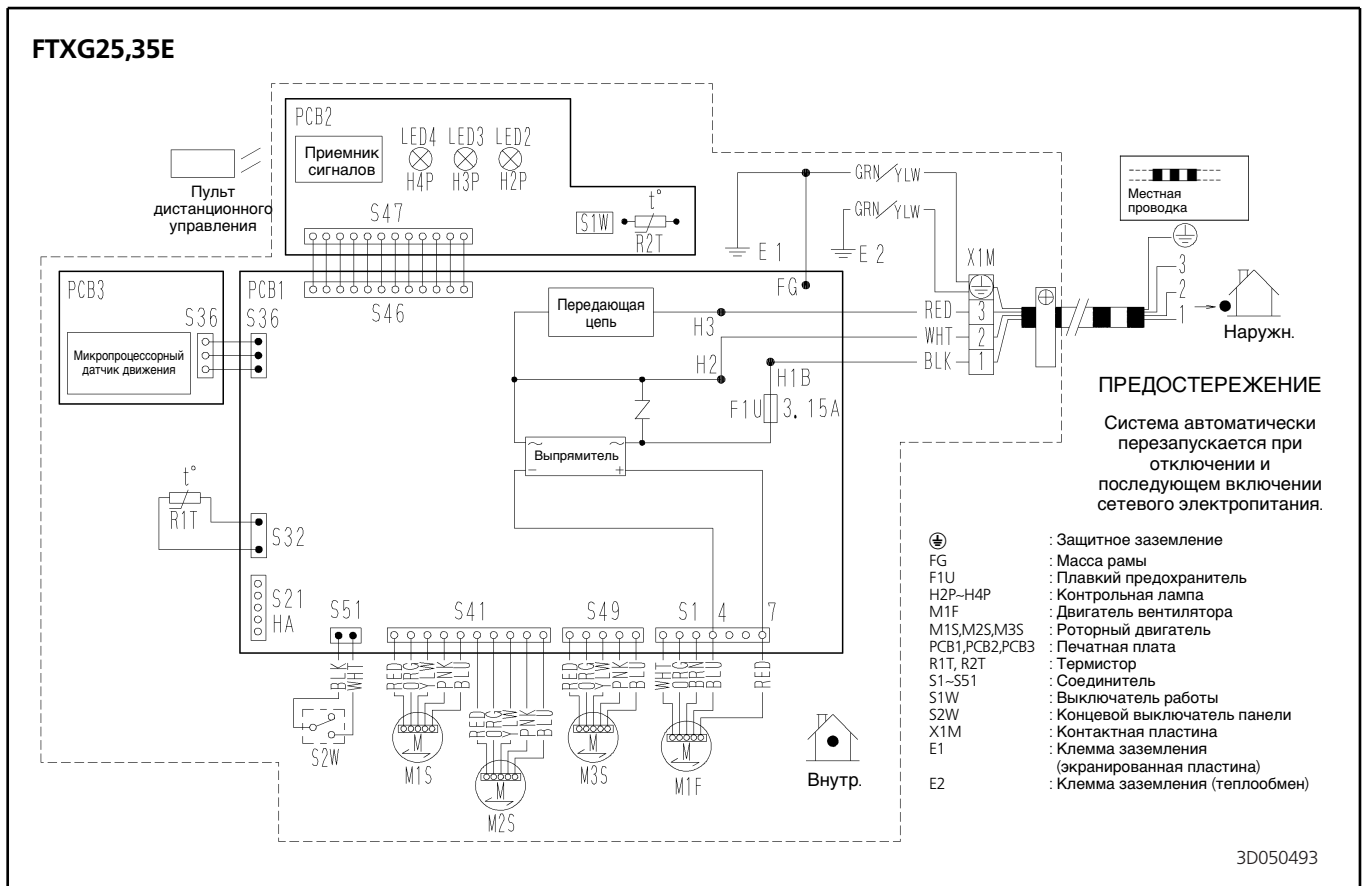 FTXG25,35E
PCB2
Приемник
сигналов
LED4 LED3 LED2
H4P H3P H2P
Пульт
дистанционного
управления
S47
S1W
t°
R2T
GRN/YLW
GRN/YLW
E 1
E 2
X1M
Местная
проводка
PCB3
PCB1
S36 S36
S46
Микропроцессорный
датчик движения
Передающая
цепь
FG
H3
H2
H1B
F1U 3.15A
RED 3
WHT 2
BLK 1
3
2
1
Наружн.
Z
Выпрямитель
~ ~
- +
ПРЕДОСТЕРЕЖЕНИЕ
Система автоматически
перезапускается при
отключении и
последующем включении
сетевого электропитания.
t°
R1T
S32
S21
HA
S51 S41 S49 S1 4 7
BLK WHT
RED ORG YLW PNK BLU
RED ORG YLW PNK BLU
RED ORG YLW PNK BLU
WHT ORG BRN BLU RED
S2W
M
M1S
M
M2S
M
M3S
M
M1F
Внутр.
: Защитное заземление
FG : Масса рамы
F1U : Плавкий предохранитель
H2P~H4P : Контрольная лампа
M1F : Двигатель вентилятора
M1S,M2S,M3S : Роторный двигатель
PCB1,PCB2,PCB3 : Печатная плата
R1T, R2T : Термистор
S1~S51 : Соединитель
S1W : Выключатель работы
S2W : Концевой выключатель панели
X1M : Контактная пластина
E1 : Клемма заземления
(экранированная пластина)
E2 : Клемма заземления (теплообмен)
3D050493